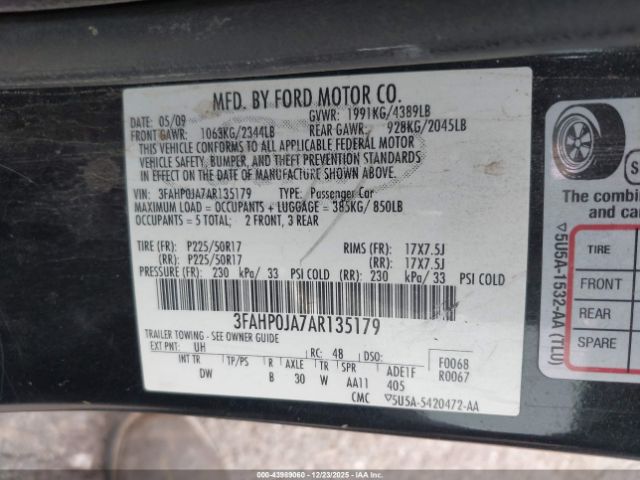 MFD. BY FORD MOTOR CO.
DATE: 05/09 GVWR: 1991KG/4389LB
FRONT GAWR: 1063KG/2344LB REAR GAWR: 928KG/2045LB
THIS VEHICLE CONFORMS TO ALL APPLICABLE FEDERAL MOTOR
VEHICLE SAFETY, BUMPER, AND THEFT PREVENTION STANDARDS
IN EFFECT ON THE DATE OF MANUFACTURE SHOWN ABOVE.
VIN: 3FAHP0JA7AR135179 TYPE: Passenger Car
MAXIMUM LOAD = OCCUPANTS + LUGGAGE = 385KG/850LB
OCCUPANTS = 5 TOTAL; 2 FRONT, 3 REAR
TIRE (FR): P225/50R17 RIMS (FR): 17X7.5J
(RR): P225/50R17 (RR): 17X7.5J
PRESSURE (FR): 230 kPa/ 33 PSI COLD (RR): 230 kPa/ 33 PSI COLD
3FAHP0JA7AR135179
TRAILER TOWING - SEE OWNER GUIDE
EXT PNT: UH RC: 48 DSO: F0068
R0067
INT TR TP/PS R AXLE TR SPR ADE1F
DW B 30 W AA11 405
CMC ▽5U5A-5420472-AA
▽5U5A-1532-AA (TLU)
The combin
and ca
TIRE
FRONT
REAR
SPARE
000-43989060 - 12/23/2025 - IAA Inc.